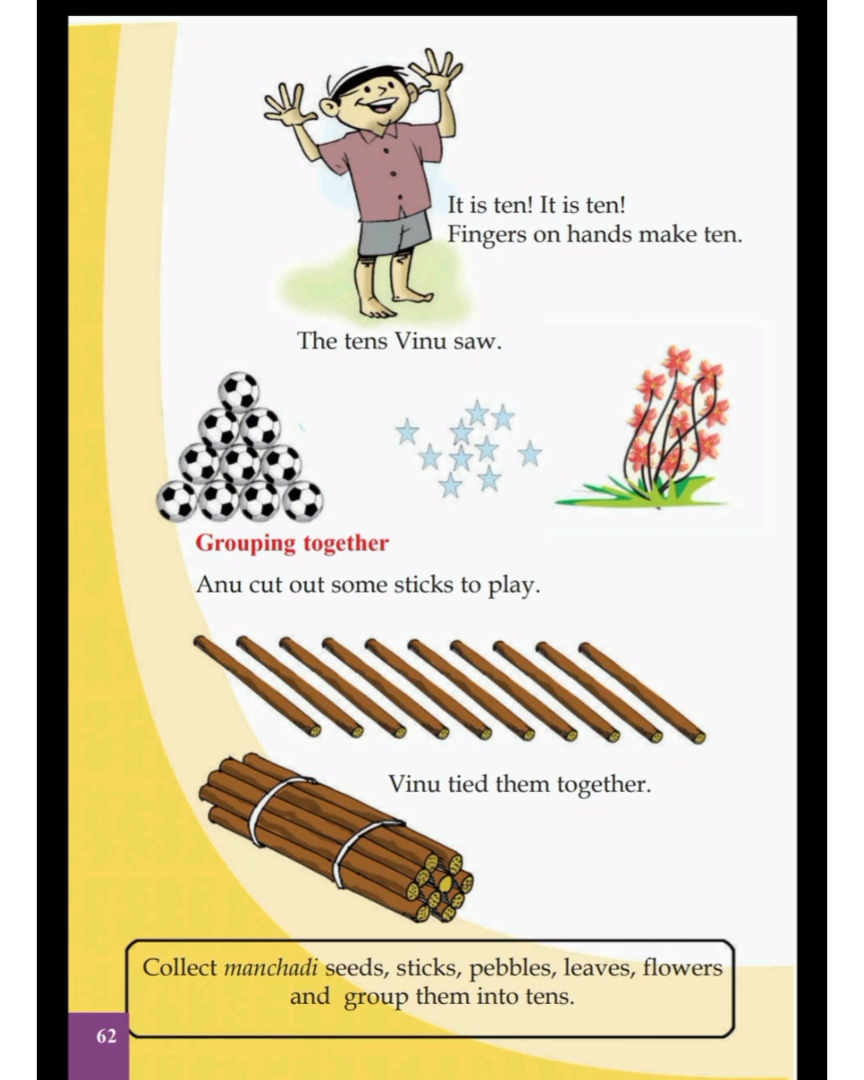 It is ten! It is ten!
Fingers on hands make ten.
The tens Vinu saw.
Grouping together
Anu cut out some sticks to play.
Vinu tied them together.
Collect manchadi seeds, sticks, pebbles, leaves, flowers
and group them into tens.
62